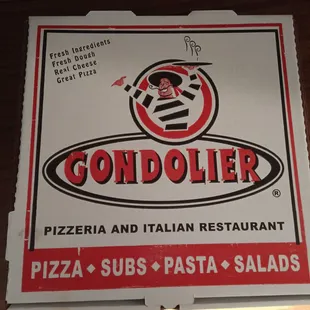 Fresh Ingredients
Fresh Dough
Real Cheese
Great Pizza
GONDOLIER®
PIZZERIA AND ITALIAN RESTAURANT
PIZZA • SUBS • PASTA • SALADS